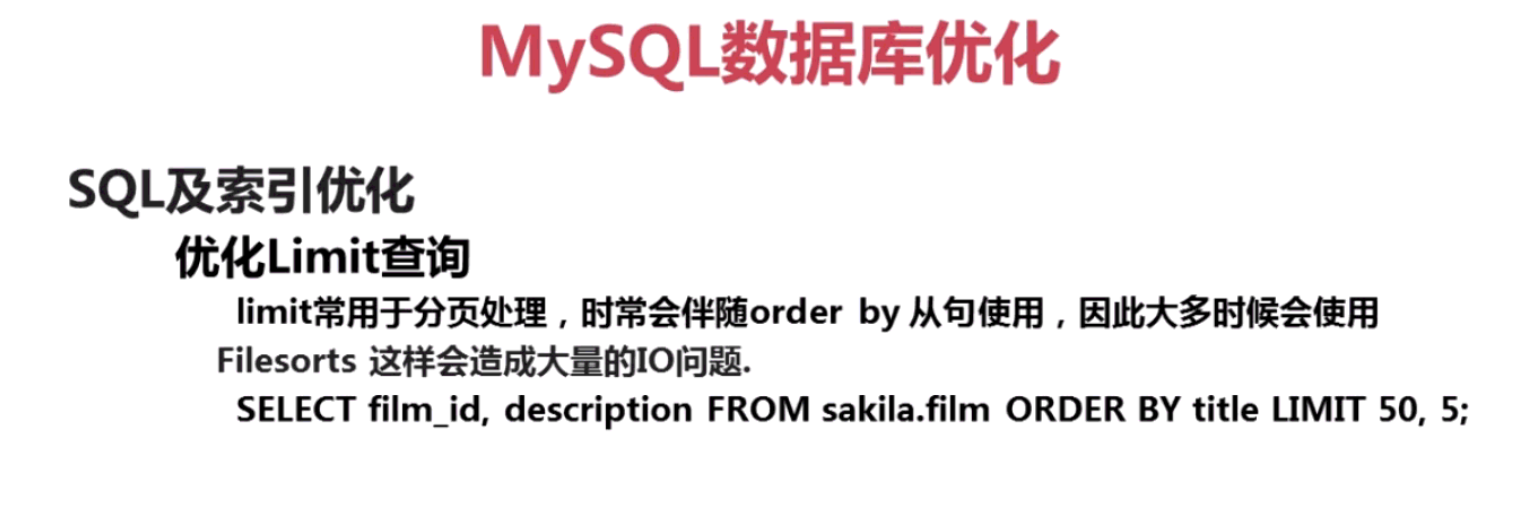 MySQL数据库优化
SQL及索引优化
优化Limit查询
limit常用于分页处理，时常会伴随order by 从句使用，因此大多时候会使用
Filesorts 这样会造成大量的IO问题.
SELECT film_id, description FROM sakila.film ORDER BY title LIMIT 50, 5;